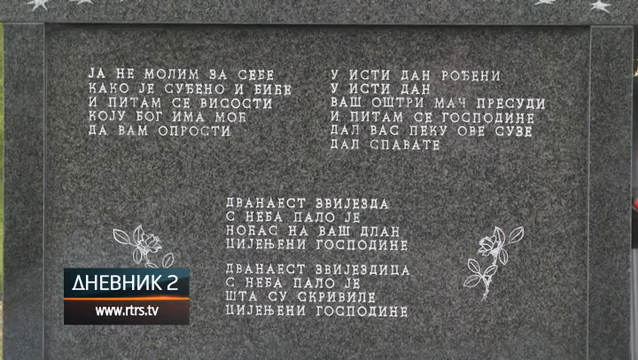 ЈА НЕ МОЛИМ ЗА СЕБЕ
КАКО ЈЕ СУЂЕНО И БИЋЕ
И ПИТАМ СЕ ВИСОСТИ
КОЈУ БОГ ИМА МОЋ
ДА ВАМ ОПРОСТИ
У ИСТИ ДАН РОЂЕНИ
У ИСТИ ДАН
ВАШ ОШТРИ МАЧ ПРЕСУДИ
И ПИТАМ СЕ ГОСПОДИНЕ
ДАЛ ВАС ПЕКУ ОВЕ СУЗЕ
ДАЛ СПАВАТЕ
ДВАНАЕСТ ЗВИЈЕЗДА
С НЕБА ПАЛО ЈЕ
НОЋАС НА ВАШ ДЛАН
ЦИЈЕЊЕНИ ГОСПОДИНЕ
ДВАНАЕСТ ЗВИЈЕЗДИЦА
С НЕБА ПАЛО ЈЕ
ШТА СУ СКРИВИЛЕ
ЦИЈЕЊЕНИ ГОСПОДИНЕ
ДНЕВНИК 2
www.rtrs.tv